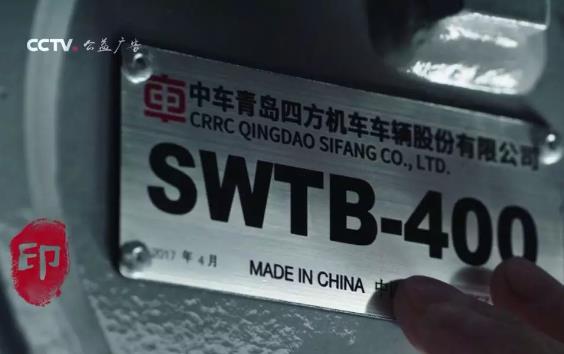 CCTV.公益广告
中车青岛四方机车车辆股份有限公司
CRRC QINGDAO SIFANG CO., LTD.
SWTB-400
2017 年 4 月
MADE IN CHINA 中
印